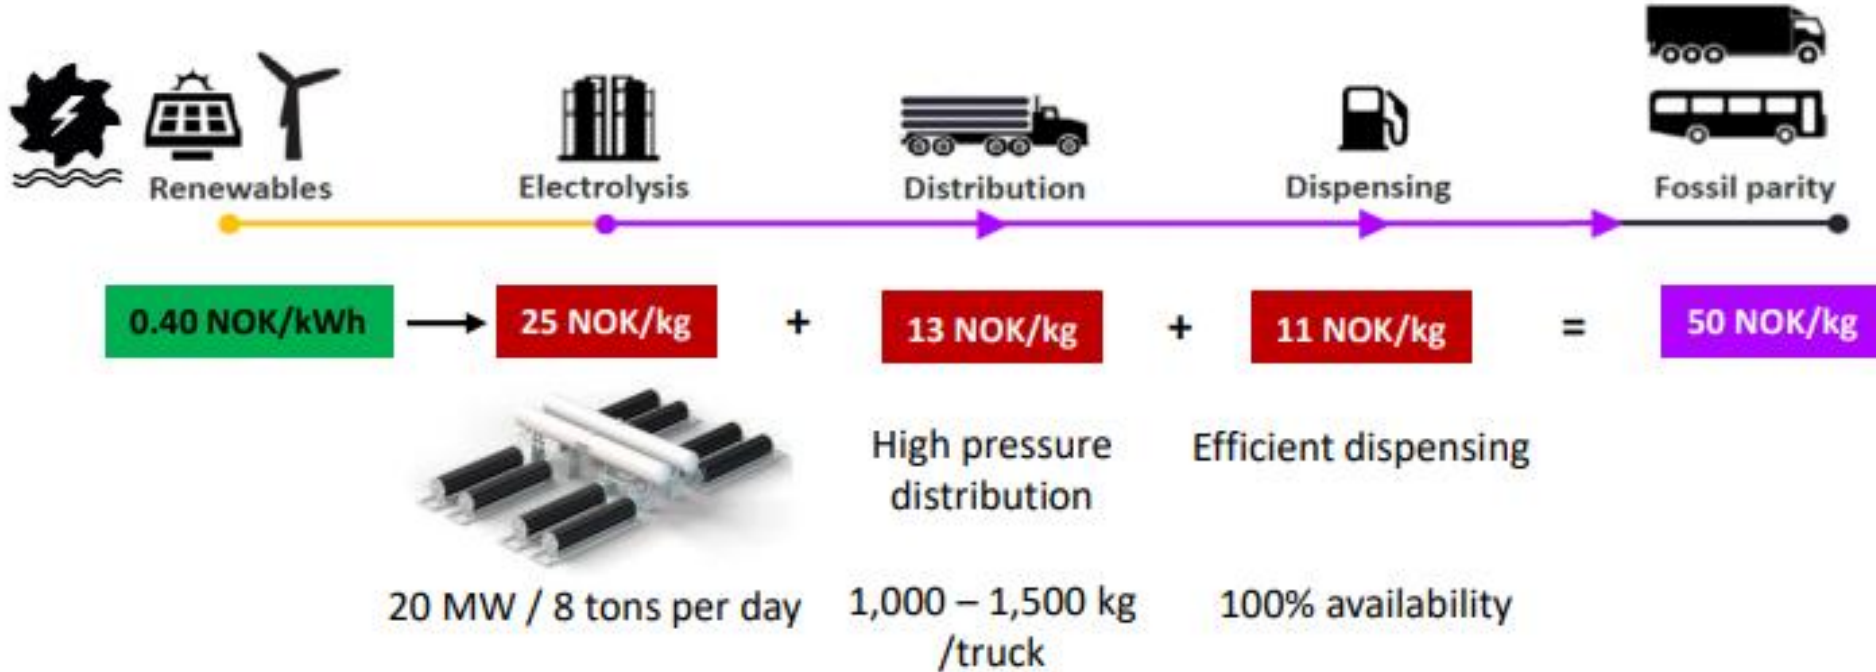 Renewables
Electrolysis
Distribution
Dispensing
Fossil parity
0.40 NOK/kWh
25 NOK/kg
+
13 NOK/kg
+
11 NOK/kg
=
50 NOK/kg
High pressure
distribution
Efficient dispensing
20 MW / 8 tons per day
1,000 – 1,500 kg
/truck
100% availability